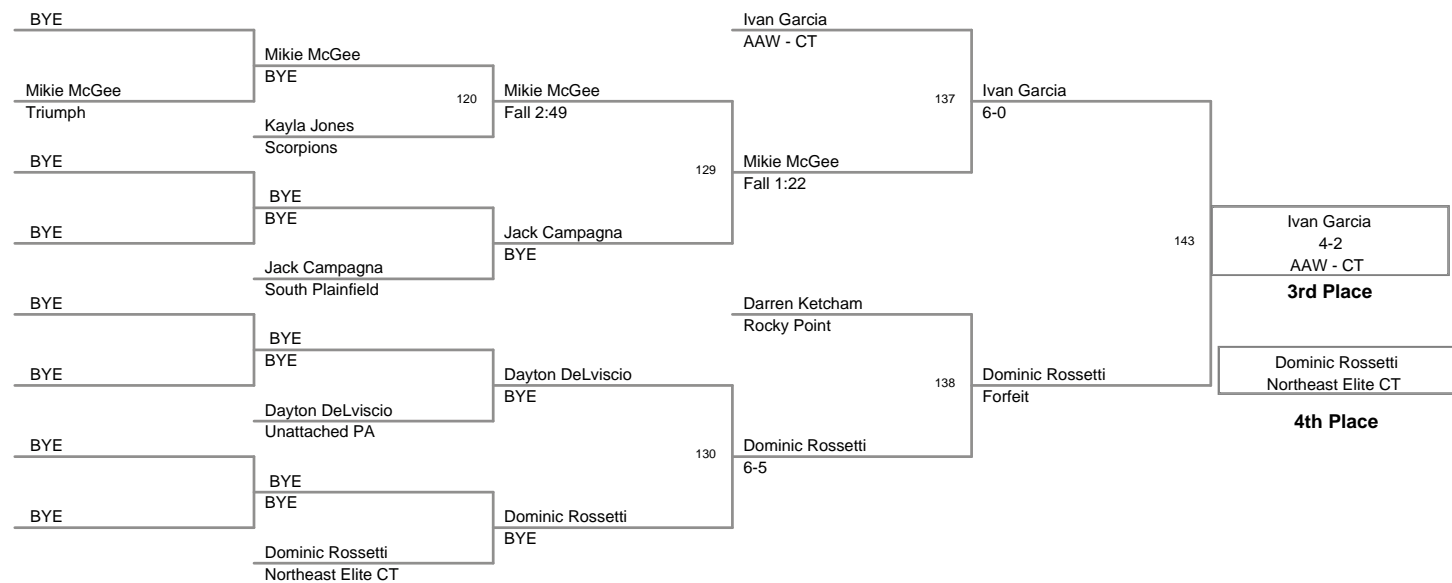 BYE
Mikie McGee
Triumph
BYE
BYE
BYE
BYE
BYE
BYE
Mikie McGee
BYE
120
Kayla Jones
Scorpions
BYE
BYE
Jack Campagna
South Plainfield
BYE
BYE
Dayton DeLviscio
Unattached PA
BYE
BYE
Dominic Rossetti
Northeast Elite CT
Mikie McGee
Fall 2:49
129
Jack Campagna
BYE
Dayton DeLviscio
BYE
130
Dominic Rossetti
BYE
Ivan Garcia
AAW - CT
137
Mikie McGee
Fall 1:22
Darren Ketcham
Rocky Point
138
Dominic Rossetti
6-5
Ivan Garcia
6-0
143
Dominic Rossetti
Forfeit
Ivan Garcia
4-2
AAW - CT
3rd Place
Dominic Rossetti
Northeast Elite CT
4th Place